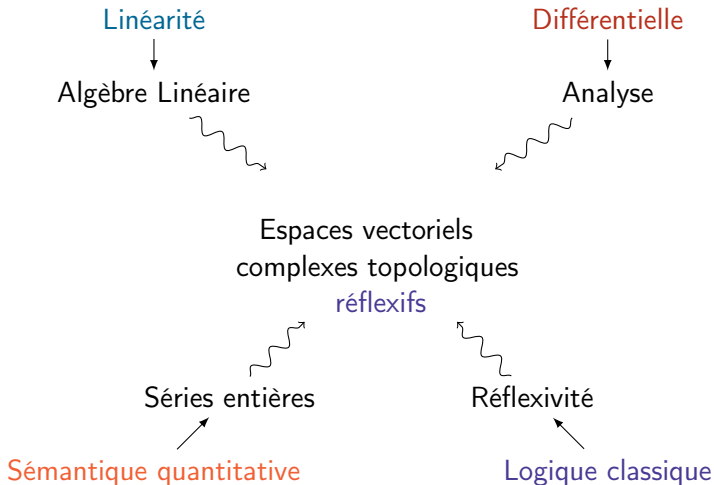 Linéarité
Différentielle
Algèbre Linéaire
Analyse
Espaces vectoriels
complexes topologiques
réflexifs
Séries entières
Réflexivité
Sémantique quantitative
Logique classique